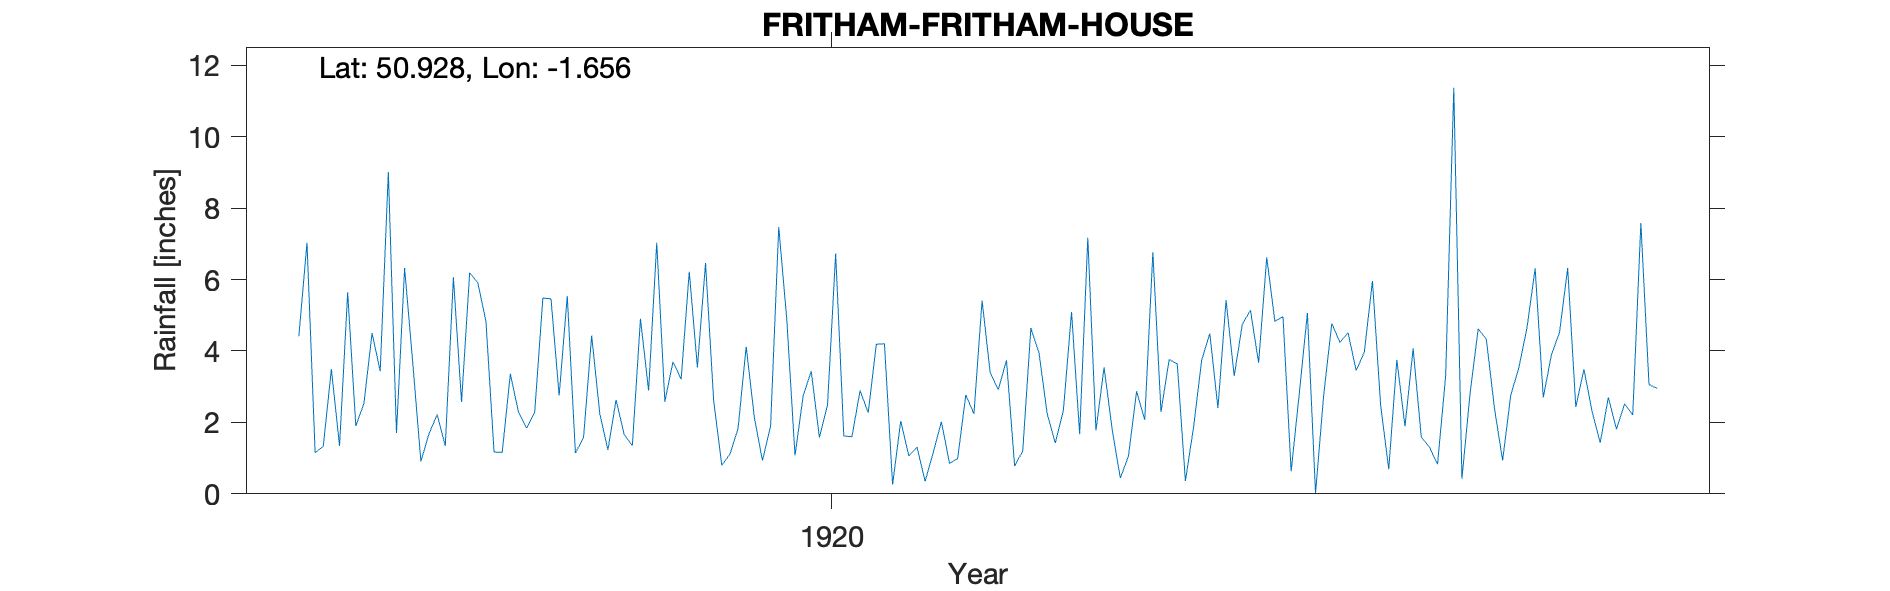 FRITHAM-FRITHAM-HOUSE
Lat: 50.928, Lon: -1.656
12
10
8
6
4
2
0
Rainfall [inches]
1920
Year